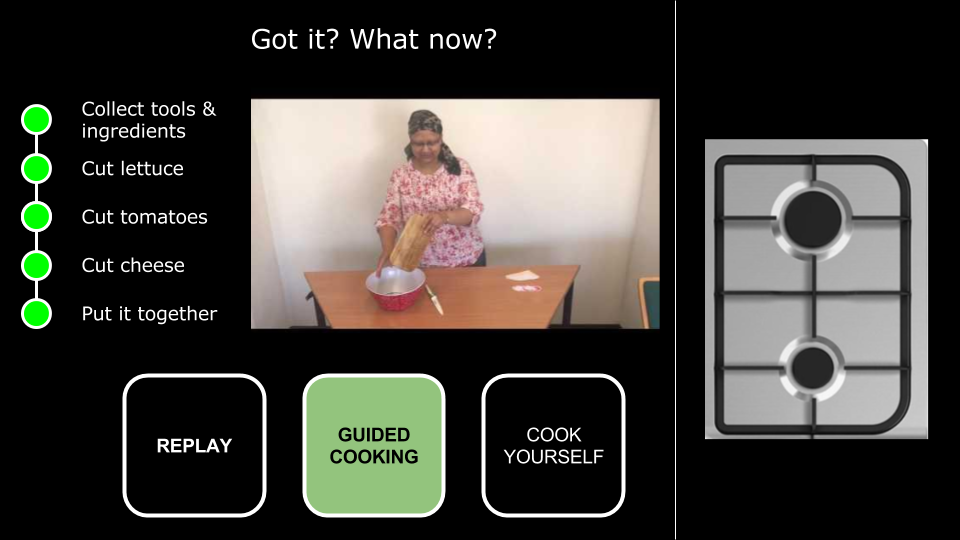 Got it? What now?
Collect tools &
ingredients
Cut lettuce
Cut tomatoes
Cut cheese
Put it together
REPLAY
GUIDED
COOKING
COOK
YOURSELF